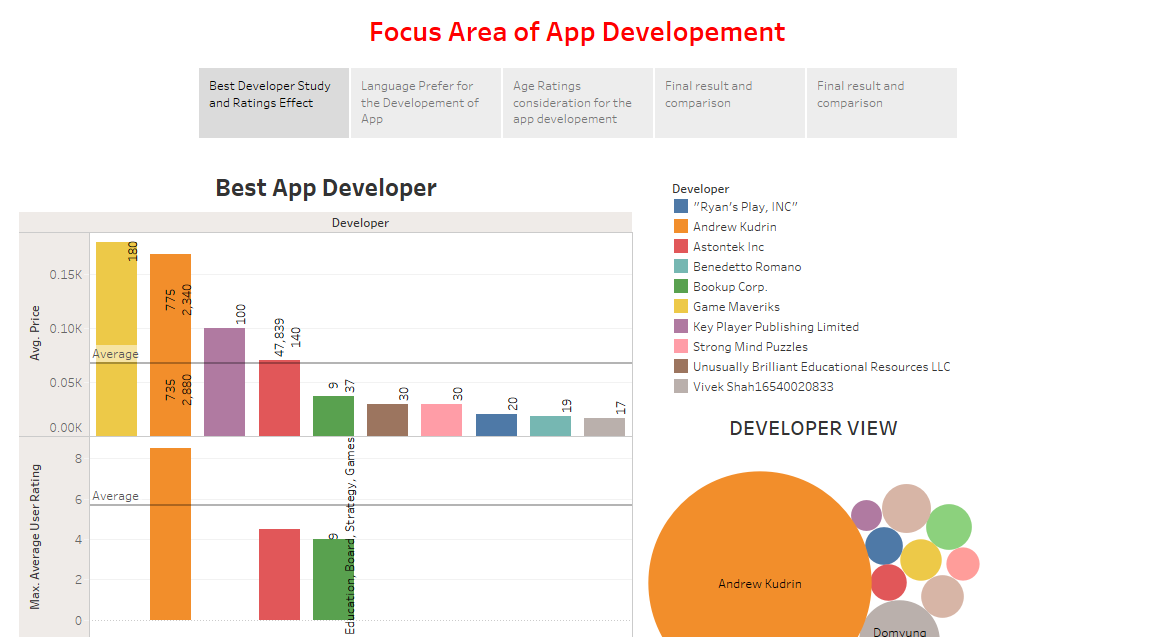 Focus Area of App Developement
Best Developer Study
and Ratings Effect
Language Prefer for
the Developement of
App
Age Ratings
consideration for the
app developement
Final result and
comparison
Final result and
comparison
Best App Developer
Developer
Avg. Price
0.15K
0.10K
0.05K
0.00K
Average
180
775
2,340
735
2,880
100
47,839
140
9
37
30
30
20
19
17
Max. Average User Rating
8
6
4
2
0
Average
9
Education, Board, Strategy, Games
Developer
"Ryan's Play, INC"
Andrew Kudrin
Astontek Inc
Benedetto Romano
Bookup Corp.
Game Maveriks
Key Player Publishing Limited
Strong Mind Puzzles
Unusually Brilliant Educational Resources LLC
Vivek Shah16540020833
DEVELOPER VIEW
Andrew Kudrin
Domyung